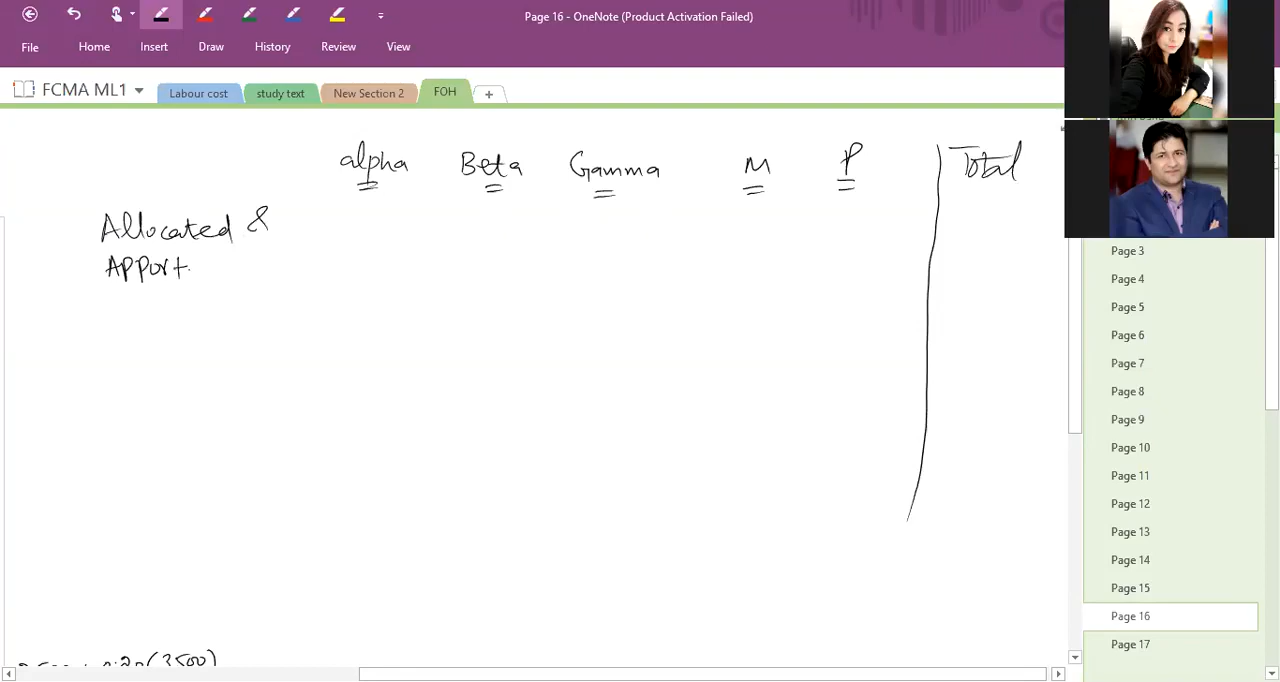 Page 16 - OneNote (Product Activation Failed)
File Home Insert Draw History Review View
FCMA ML1 Labour cost study text New Section 2 FOH
alpha Beta Gamma M P Total
Allocated &
Apport.
Page 3
Page 4
Page 5
Page 6
Page 7
Page 8
Page 9
Page 10
Page 11
Page 12
Page 13
Page 14
Page 15
Page 16
Page 17
(3500)